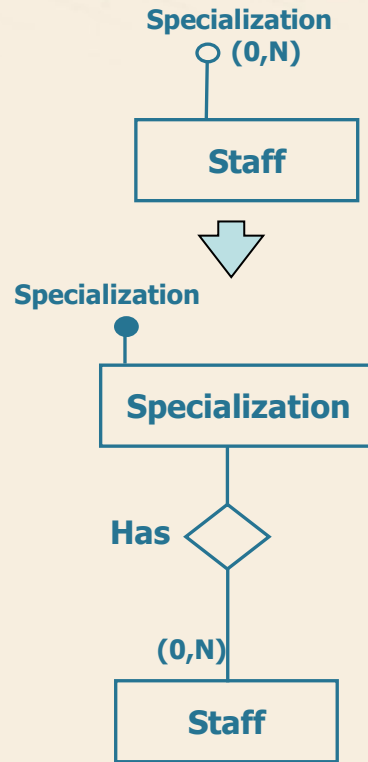 Specialization
(0,N)
Staff
Specialization
Specialization
Has
(0,N)
Staff